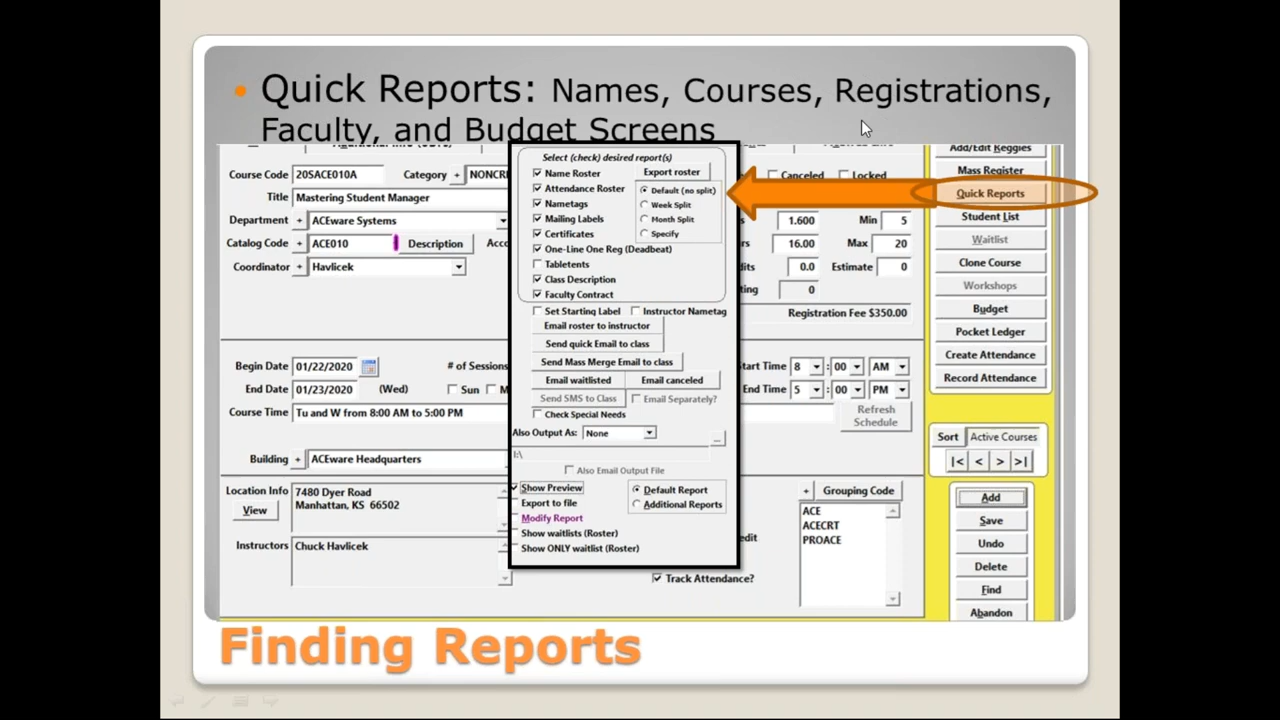 • Quick Reports: Names, Courses, Registrations,
Faculty, and Budget Screens
Course Code 20SACE010A Category + NONCR
Title Mastering Student Manager
Department + ACEware Systems
Catalog Code + ACE010 Description Acco
Coordinator + Havlicek
Begin Date 01/22/2020 # of Sessions
End Date 01/23/2020 (Wed) Sun M
Course Time Tu and W from 8:00 AM to 5:00 PM
Building + ACEware Headquarters
Location Info 7480 Dyer Road
View Manhattan, KS 66502
Instructors Chuck Havlicek
Select (check) desired report(s)
Name Roster Export roster
Attendance Roster Default (no split)
Nametags Week Split
Mailing Labels Month Split
Certificates Specify
One-Line One Reg (Deadbeat)
Tabletents
Class Description
Faculty Contract
Set Starting Label Instructor Nametag
Email roster to instructor
Send quick Email to class
Send Mass Merge Email to class
Email waitlisted Email canceled
Send SMS to Class Email Separately?
Check Special Needs
Also Output As: None ...
I:\
Also Email Output File
Show Preview Default Report
Export to file Additional Reports
Modify Report
Show waitlists (Roster)
Show ONLY waitlist (Roster)
Canceled Locked
1.600 Min 5
rs 16.00 Max 20
dits 0.0 Estimate 0
ting 0
Registration Fee $350.00
Start Time 8 :00 AM
End Time 5 :00 PM
Refresh
Schedule
+ Grouping Code
ACE
ACECRT
PROACE
edit
Track Attendance?
Add/Edit Reggies
Mass Register
Quick Reports
Student List
Waitlist
Clone Course
Workshops
Budget
Pocket Ledger
Create Attendance
Record Attendance
Sort Active Courses
|< < > >|
Add
Save
Undo
Delete
Find
Abandon
Finding Reports